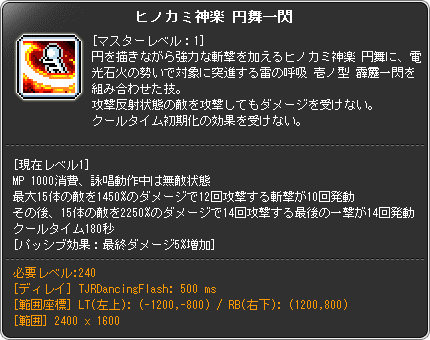 ヒノカミ神楽 円舞一閃
[マスターレベル：1]
円を描きながら強力な斬撃を加えるヒノカミ神楽 円舞に、電
光石火の勢いで対象に突進する雷の呼吸 壱ノ型 霹靂一閃を
組み合わせた技。
攻撃反射状態の敵を攻撃してもダメージを受けない。
クールタイム初期化の効果を受けない。
[現在レベル1]
MP 1000消費、詠唱動作中は無敵状態
最大15体の敵を1450%のダメージで12回攻撃する斬撃が10回発動
その後、15体の敵を2250%のダメージで14回攻撃する最後の一撃が14回発動
クールタイム180秒
[パッシブ効果：最終ダメージ5%増加]
必要レベル:240
[ディレイ] TJRDancingFlash: 500 ms
[範囲座標] LT(左上): (-1200,-800) / RB(右下): (1200,800)
[範囲] 2400 x 1600